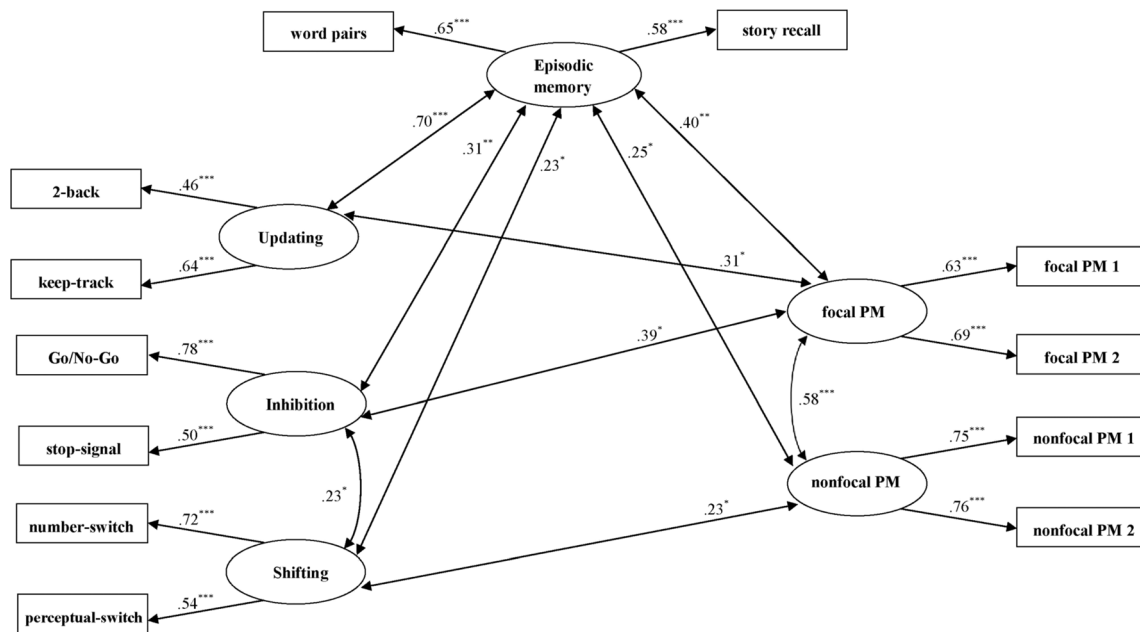 word pairs
.65***
.58***
story recall
Episodic
memory
.70***
.31**
.23*
.25*
.40**
2-back
.46***
Updating
keep-track
.64***
.31*
focal PM
.63***
focal PM 1
.69***
focal PM 2
Go/No-Go
.78***
.39*
Inhibition
stop-signal
.50***
.58***
.23*
nonfocal PM
.75***
nonfocal PM 1
.76***
nonfocal PM 2
number-switch
.72***
.23*
Shifting
perceptual-switch
.54***